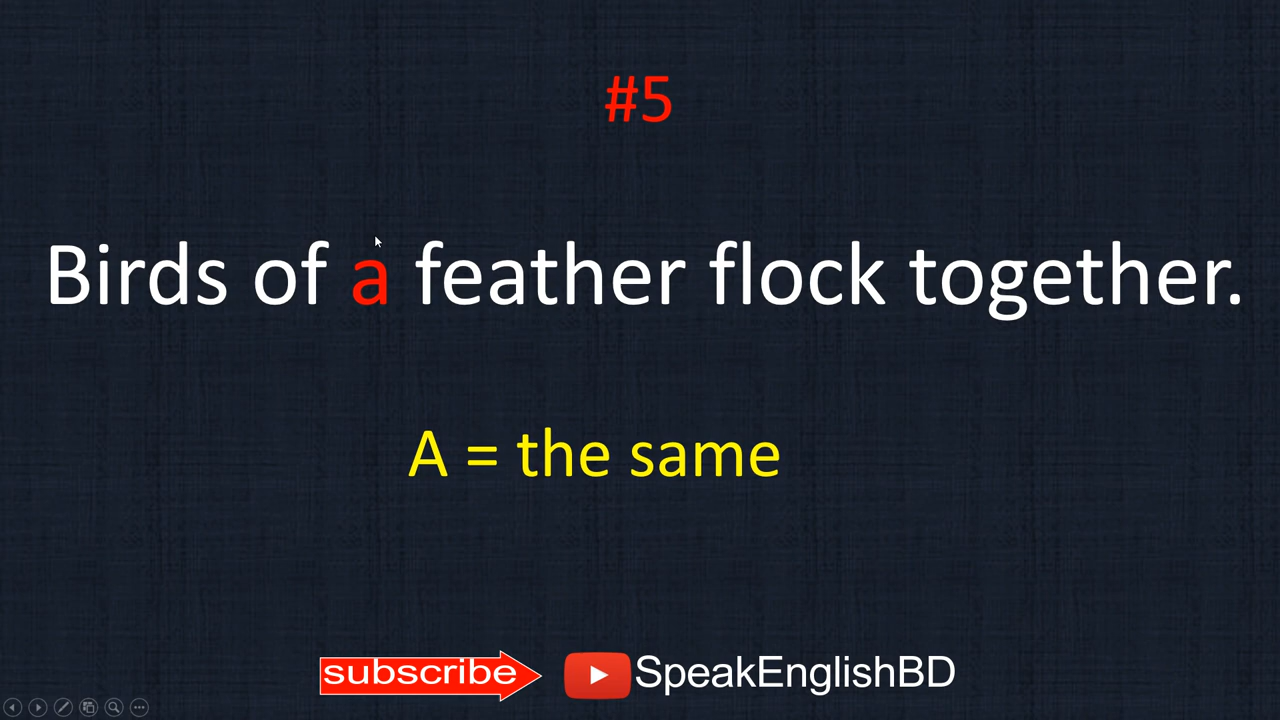 #5
Birds of a feather flock together.
A = the same
subscribe SpeakEnglishBD